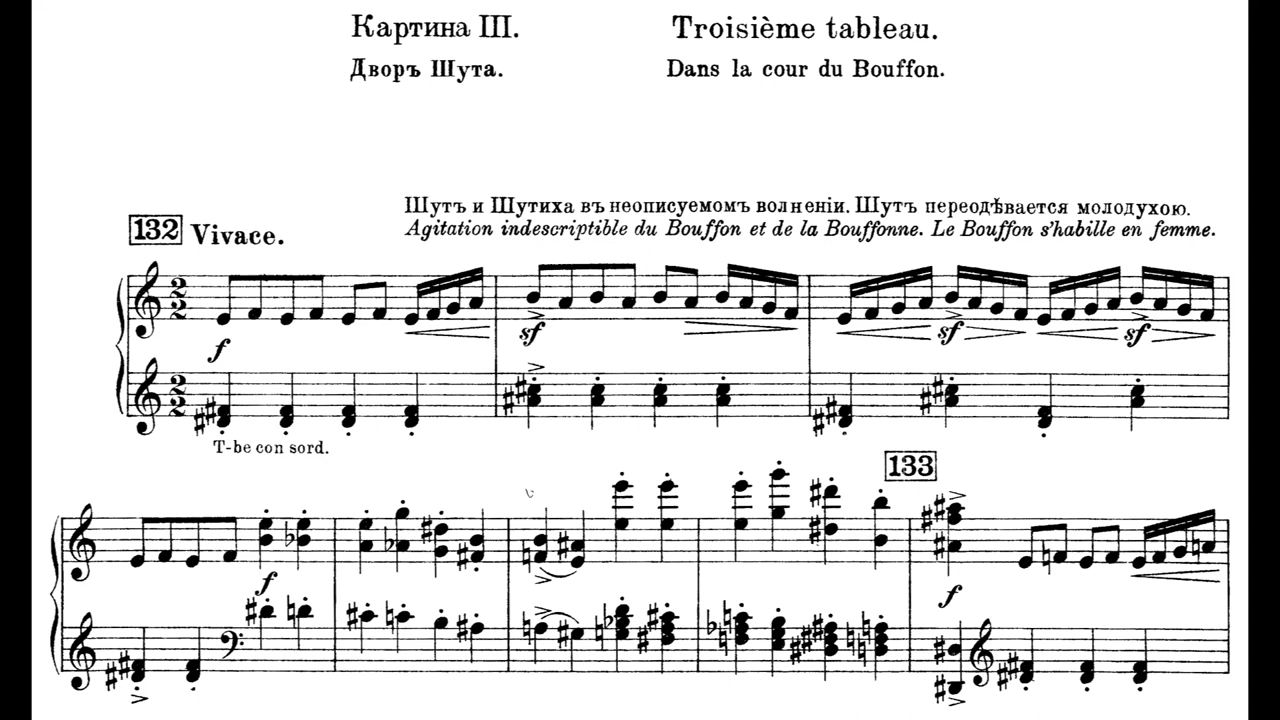 Картина III.
Troisième tableau.
Дворъ Шута.
Dans la cour du Bouffon.
Шутъ и Шутиха въ неописуемомъ волненіи. Шутъ переодѣвается молодухою.
132 Vivace.
Agitation indescriptible du Bouffon et de la Bouffonne. Le Bouffon s'habille en femme.
sf sf sf
f
T-be con sord.
133
f f